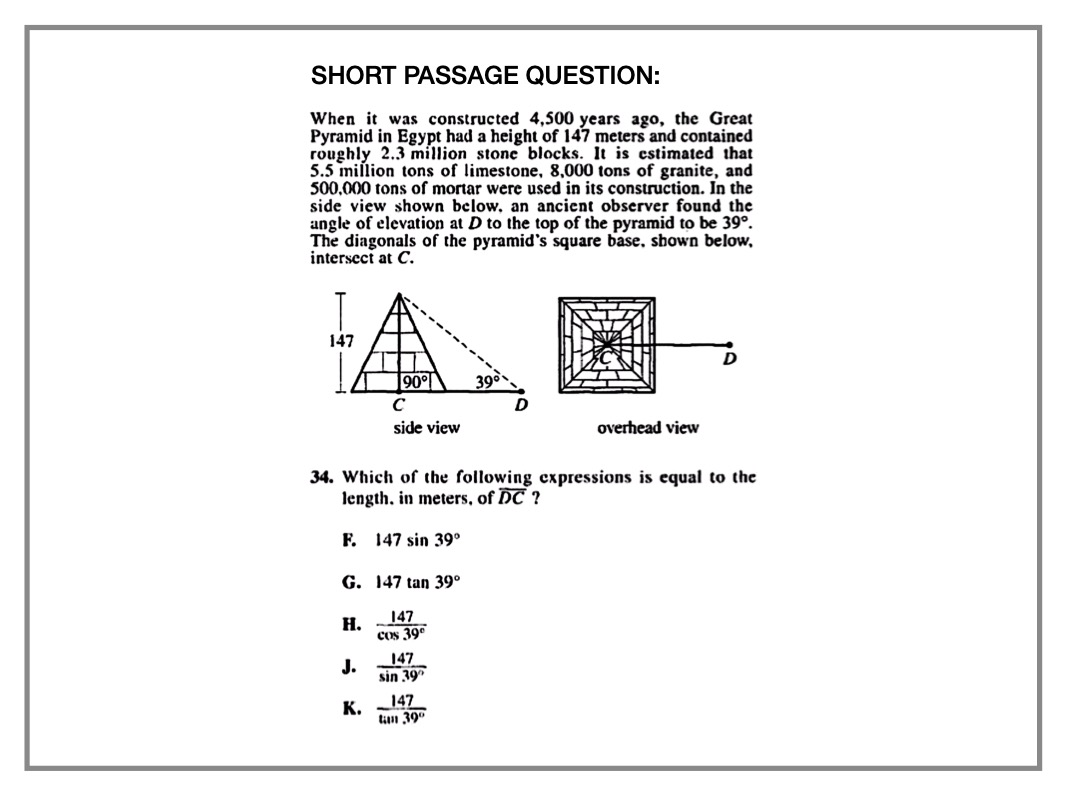 SHORT PASSAGE QUESTION:
When it was constructed 4,500 years ago, the Great
Pyramid in Egypt had a height of 147 meters and contained
roughly 2.3 million stone blocks. It is estimated that
5.5 million tons of limestone, 8,000 tons of granite, and
500,000 tons of mortar were used in its construction. In the
side view shown below, an ancient observer found the
angle of elevation at D to the top of the pyramid to be 39°.
The diagonals of the pyramid's square base, shown below,
intersect at C.
147
90°
39°
C
D
side view
C
D
overhead view
34. Which of the following expressions is equal to the
length, in meters, of D̅C̅ ?
F. 147 sin 39°
G. 147 tan 39°
H. 147
cos 39°
J. 147
sin 39°
K. 147
tan 39°